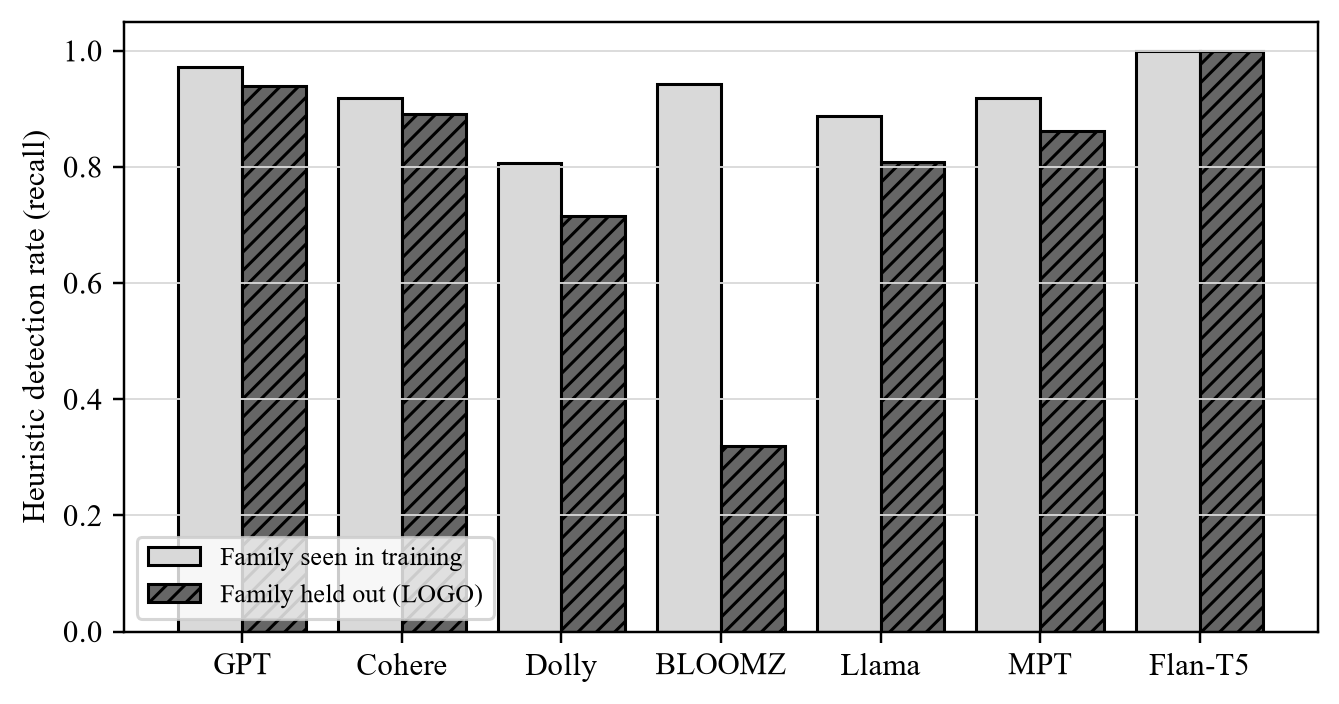 Heuristic detection rate (recall)
1.0
0.8
0.6
0.4
0.2
0.0
Family seen in training
Family held out (LOGO)
GPT Cohere Dolly BLOOMZ Llama MPT Flan-T5